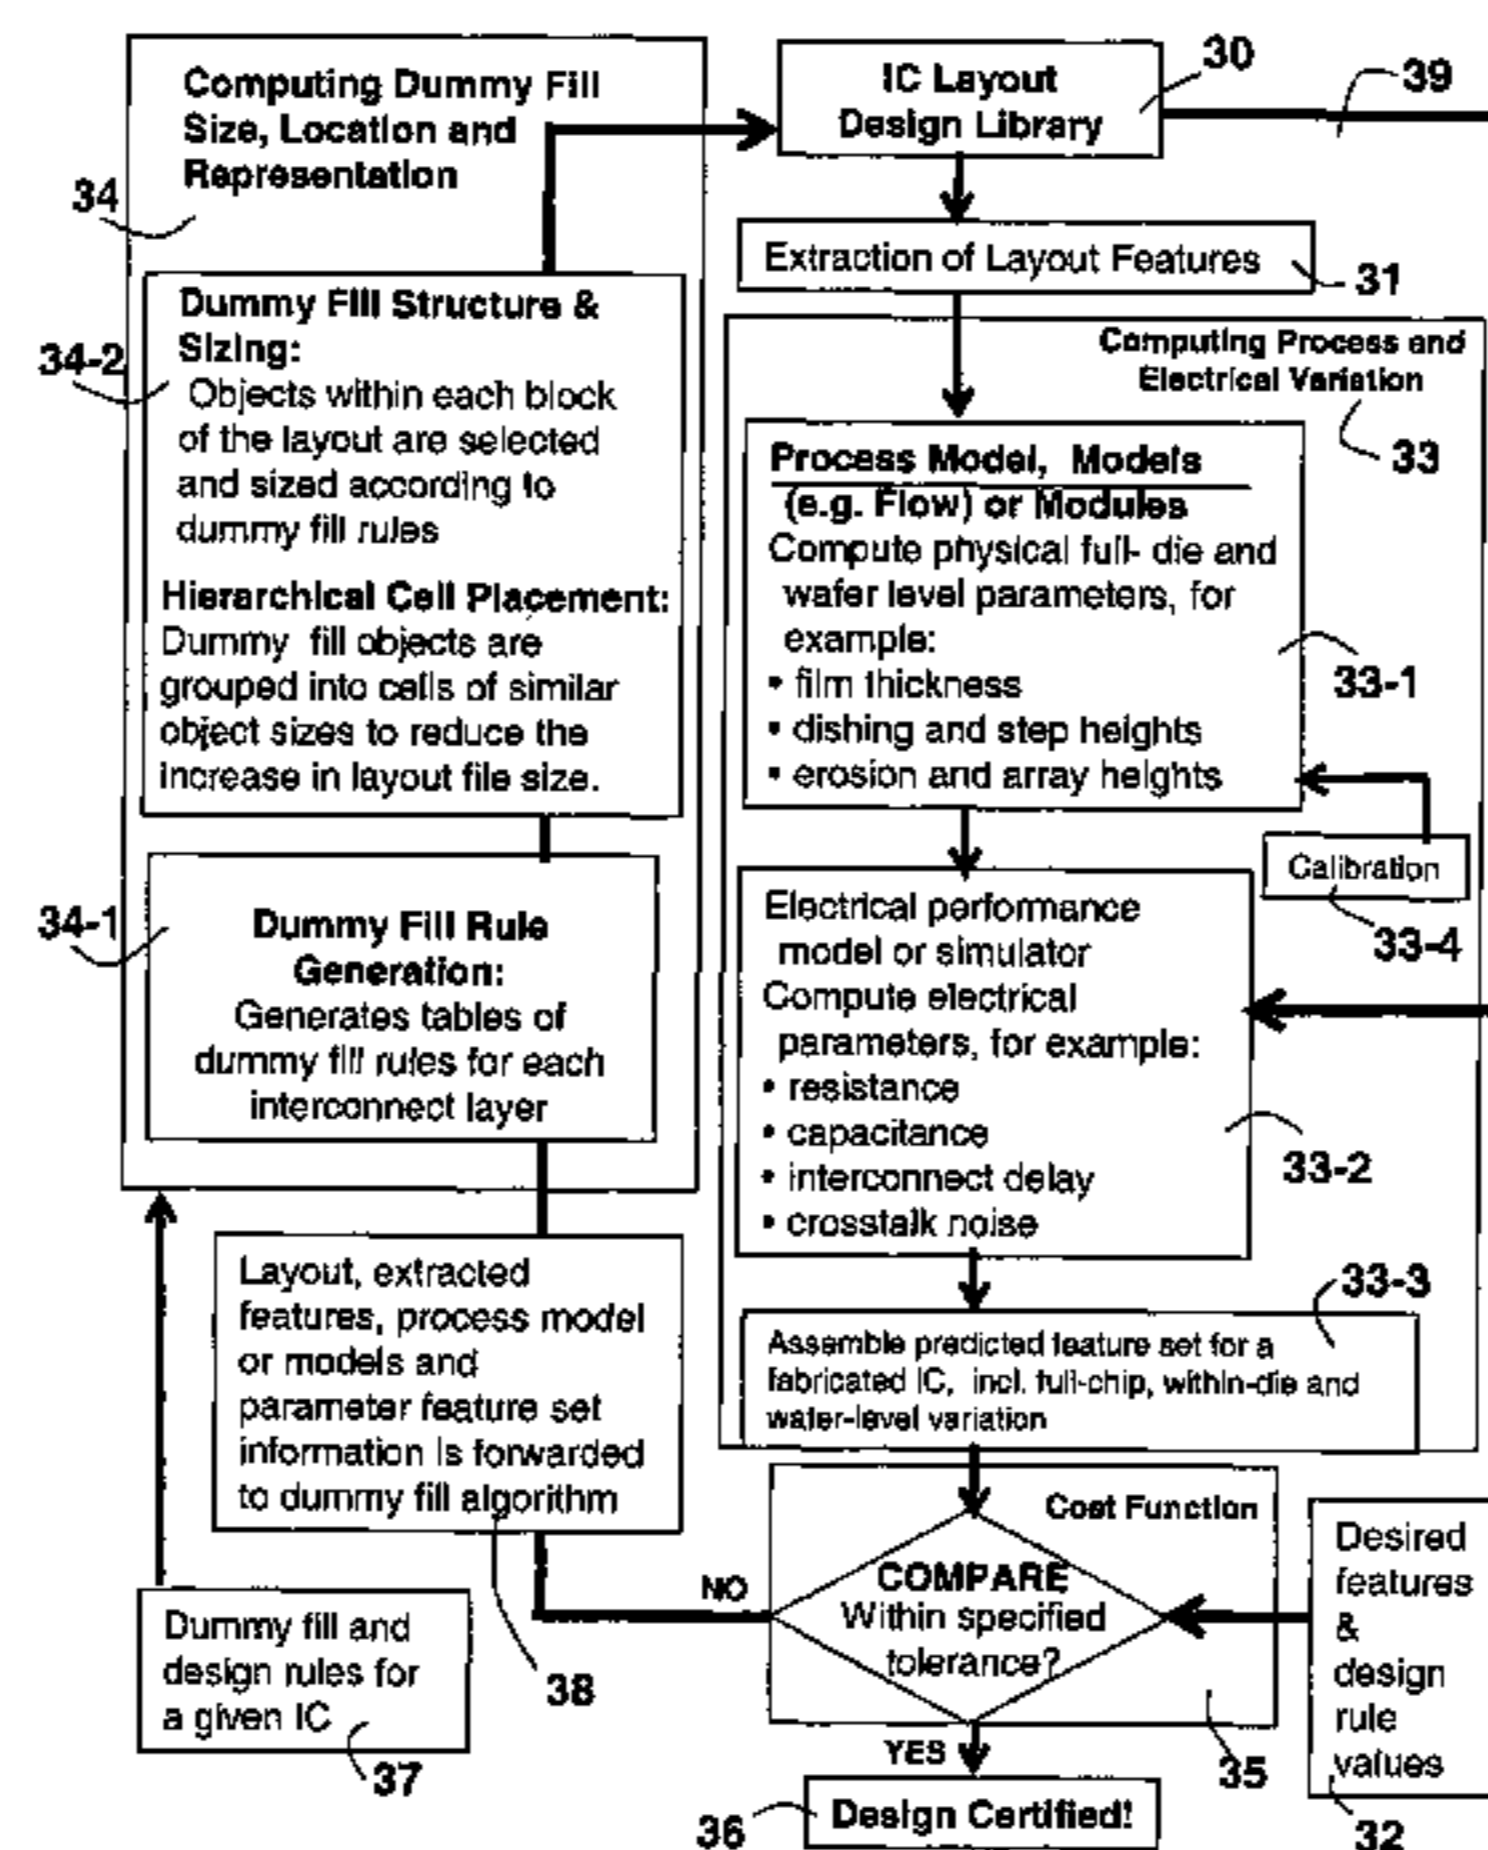 Computing Dummy Fill
Size, Location and
Representation
34
Dummy Fill Structure &
Sizing:
Objects within each block
of the layout are selected
and sized according to
dummy fill rules
34-2
Hierarchical Cell Placement:
Dummy fill objects are
grouped into cells of similar
object sizes to reduce the
increase in layout file size.
34-1
Dummy Fill Rule
Generation:
Generates tables of
dummy fill rules for each
interconnect layer
Layout, extracted
features, process model
or models and
parameter feature set
information is forwarded
to dummy fill algorithm
38
Dummy fill and
design rules for
a given IC
37
IC Layout
Design Library
30
39
Extraction of Layout Features
31
Computing Process and
Electrical Variation
33
Process Model, Models
(e.g. Flow) or Modules
Compute physical full- die and
wafer level parameters, for
example:
• film thickness
• dishing and step heights
• erosion and array heights
33-1
Calibration
33-4
Electrical performance
model or simulator
Compute electrical
parameters, for example:
• resistance
• capacitance
• interconnect delay
• crosstalk noise
33-2
33-3
Assemble predicted feature set for a
fabricated IC, incl. full-chip, within-die and
wafer-level variation
Cost Function
COMPARE
Within specified
tolerance?
NO
YES
35
Desired
features
&
design
rule
values
32
36
Design Certified!